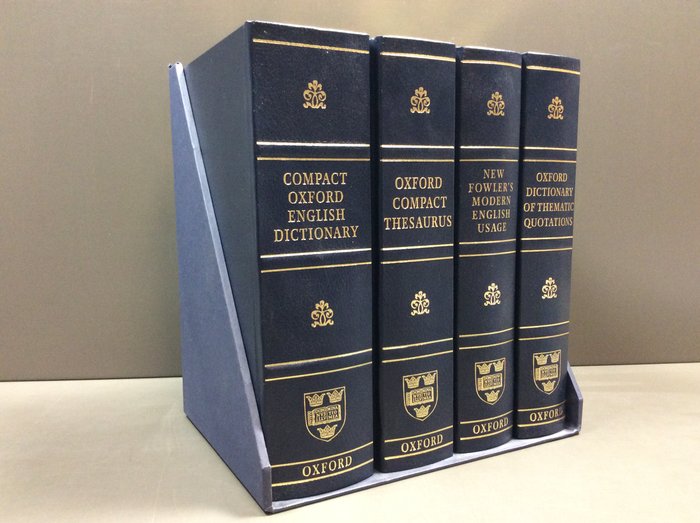 COMPACT
OXFORD
ENGLISH
DICTIONARY
OXFORD
OXFORD
COMPACT
THESAURUS
OXFORD
NEW
FOWLER'S
MODERN
ENGLISH
USAGE
OXFORD
OXFORD
DICTIONARY
OF THEMATIC
QUOTATIONS
OXFORD